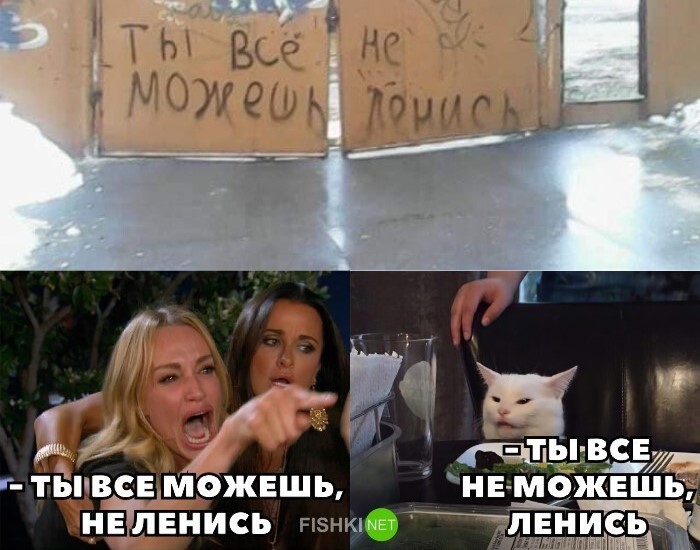 Ты всё не
можешь ленись
- ТЫ ВСЕ МОЖЕШЬ,
НЕ ЛЕНИСЬ
- ТЫ ВСЕ
НЕ МОЖЕШЬ,
ЛЕНИСЬ
FISHKI NET